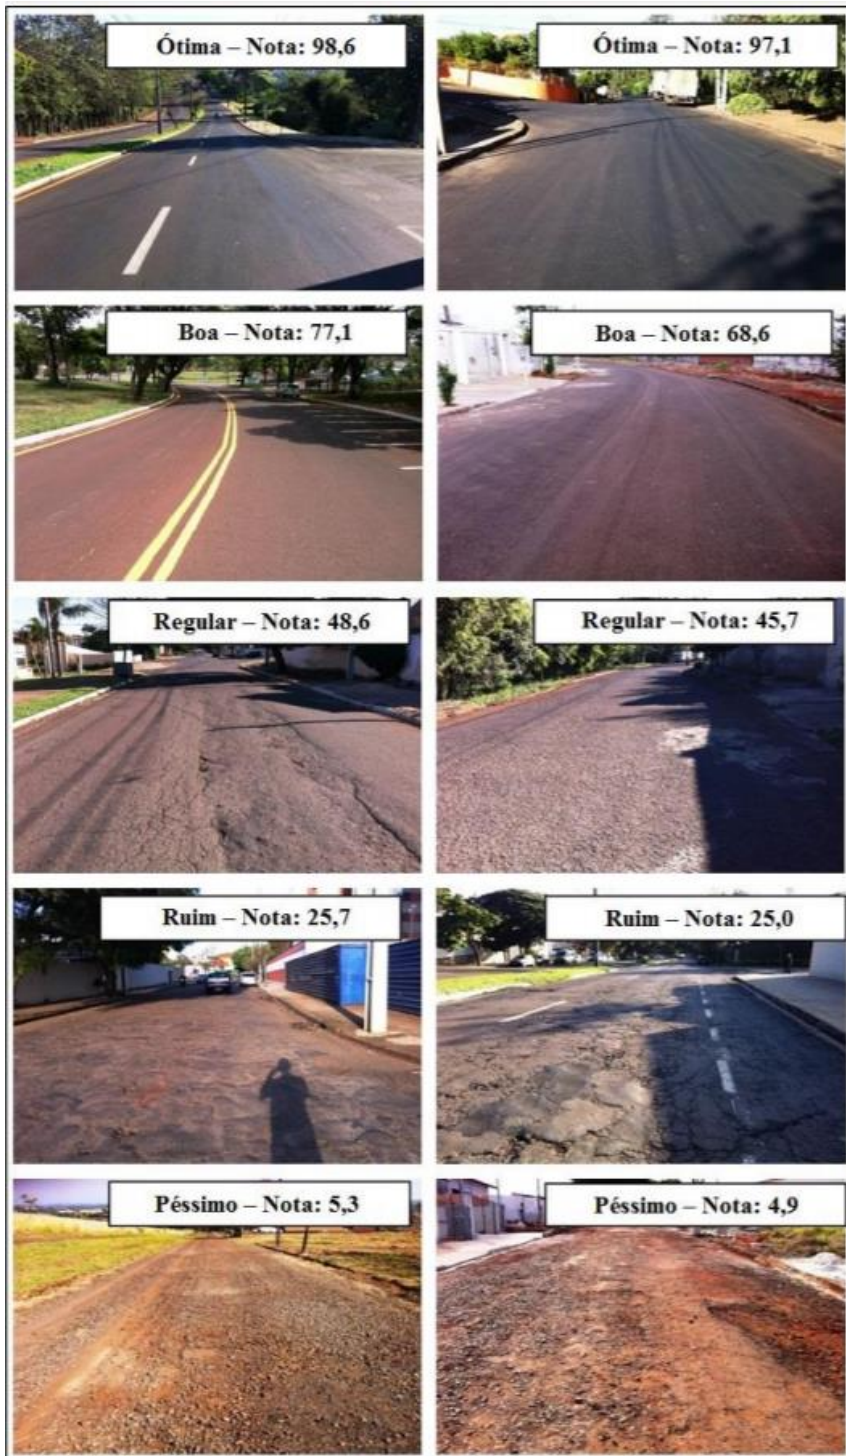 Ótima – Nota: 98,6
Ótima – Nota: 97,1
Boa – Nota: 77,1
Boa – Nota: 68,6
Regular – Nota: 48,6
Regular – Nota: 45,7
Ruim – Nota: 25,7
Ruim – Nota: 25,0
Péssimo – Nota: 5,3
Péssimo – Nota: 4,9